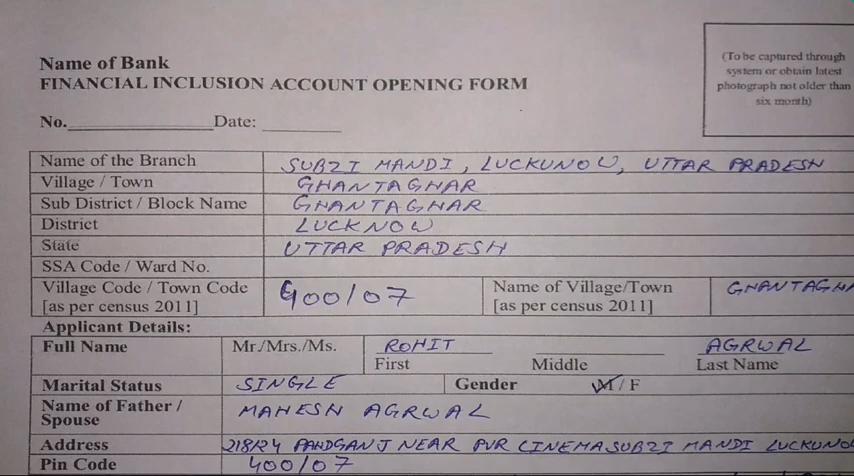 Name of Bank
FINANCIAL INCLUSION ACCOUNT OPENING FORM
(To be captured through
system or obtain latest
photograph not older than
six month)
No. Date:
Name of the Branch SUBZI MANDI, LUCKUNOW, UTTAR PRADESH
Village / Town GHANTAGHAR
Sub District / Block Name GHANTAGHAR
District LUCKNOW
State UTTAR PRADESH
SSA Code / Ward No.
Village Code / Town Code 400/07 Name of Village/Town GHANTAGHA
[as per census 2011] [as per census 2011]
Applicant Details:
Full Name Mr./Mrs./Ms. ROHIT AGRWAL
First Middle Last Name
Marital Status SINGLE Gender M / F
Name of Father / MAHESH AGRWAL
Spouse
Address 218/24 PANDGANJ NEAR PVR CINEMA SUBZI MANDI LUCKUNO
Pin Code 400/07